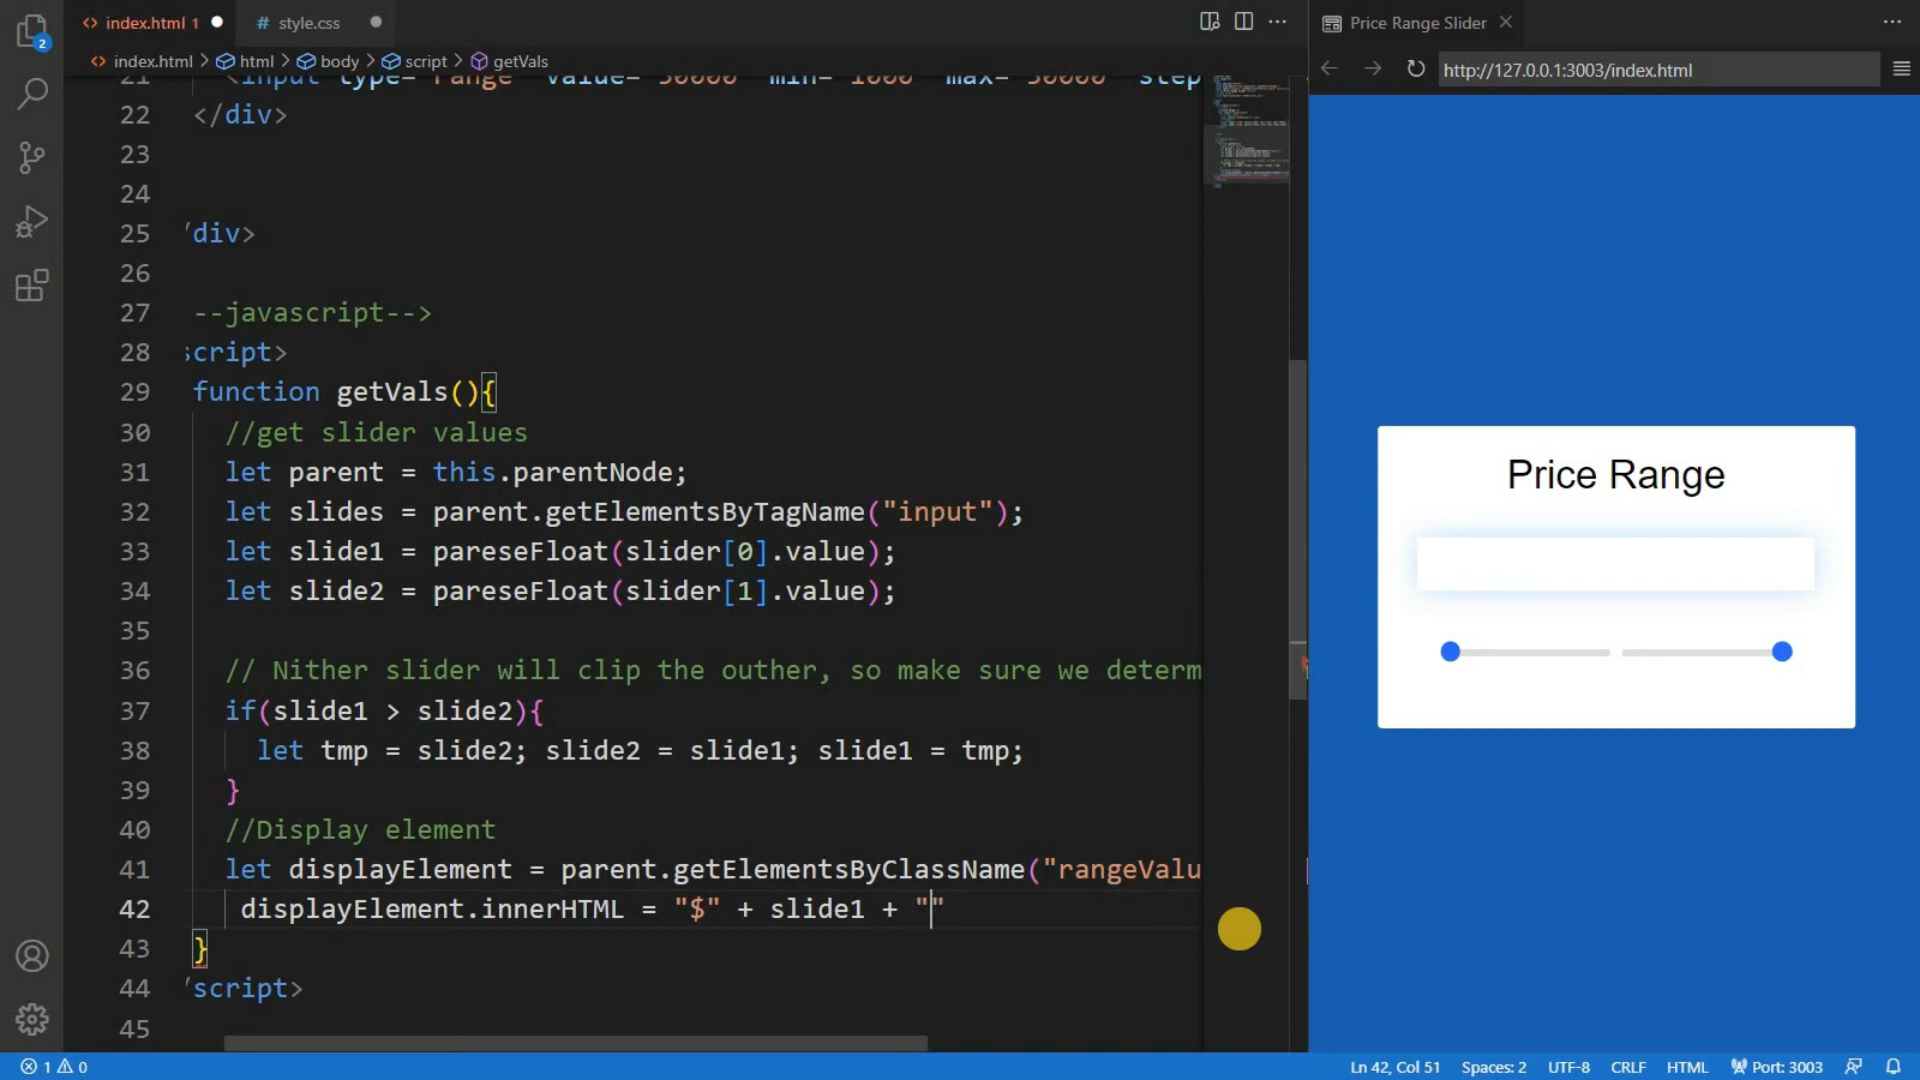 index.html 1
style.css
Price Range Slider
index.html > html > body > script > getVals
http://127.0.0.1:3003/index.html
21 <input type="range" value="50000" min="1000" max="50000" step
22 </div>
23
24
25 /div>
26
27 --javascript-->
28 script>
29 function getVals(){
30 //get slider values
31 let parent = this.parentNode;
32 let slides = parent.getElementsByTagName("input");
33 let slide1 = pareseFloat(slider[0].value);
34 let slide2 = pareseFloat(slider[1].value);
35
36 // Nither slider will clip the outher, so make sure we determ
37 if(slide1 > slide2){
38 let tmp = slide2; slide2 = slide1; slide1 = tmp;
39 }
40 //Display element
41 let displayElement = parent.getElementsByClassName("rangeValu
42 displayElement.innerHTML = "$" + slide1 + ""
43 }
44 /script>
45
Price Range
2
1 0
Ln 42, Col 51
Spaces: 2
UTF-8
CRLF
HTML
Port: 3003